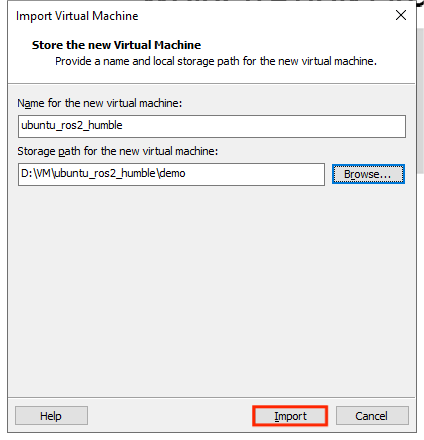 Import Virtual Machine
Store the new Virtual Machine
Provide a name and local storage path for the new virtual machine.
Name for the new virtual machine:
ubuntu_ros2_humble
Storage path for the new virtual machine:
D:\VM\ubuntu_ros2_humble\demo
Browse...
Help
Import
Cancel